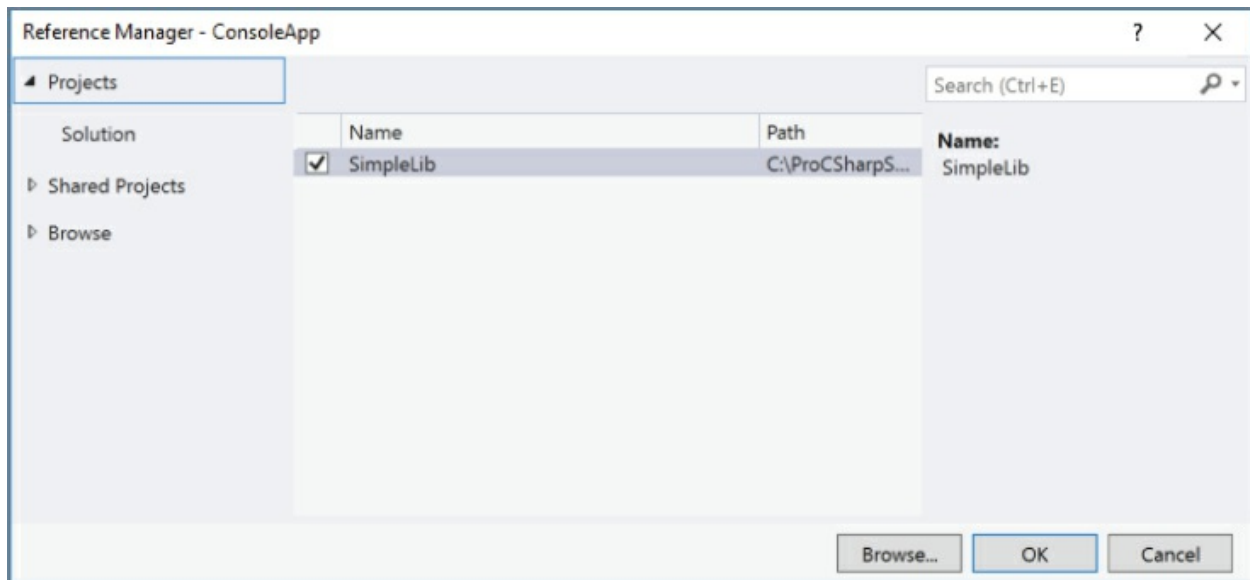 Reference Manager - ConsoleApp ?
Projects
Search (Ctrl+E)
Solution
Shared Projects
Browse
Name Path
SimpleLib C:\ProCSharpS...
Name:
SimpleLib
Browse... OK Cancel